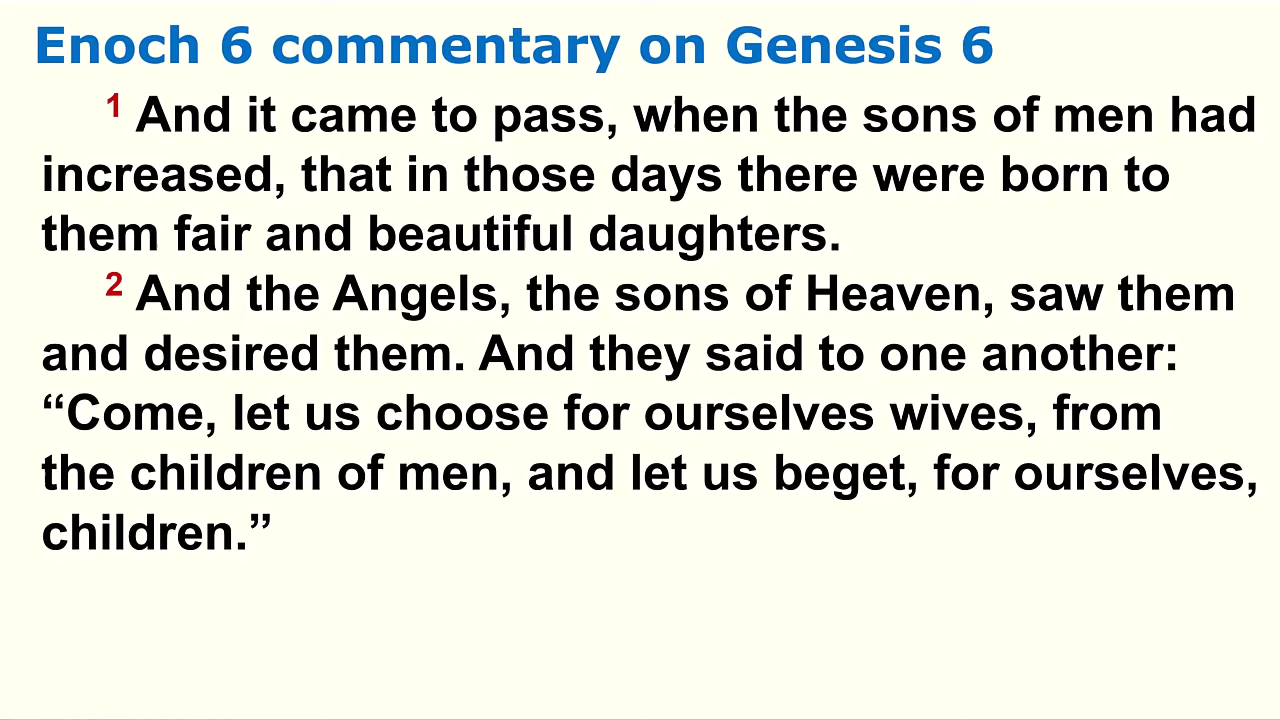 Enoch 6 commentary on Genesis 6
1 And it came to pass, when the sons of men had
increased, that in those days there were born to
them fair and beautiful daughters.
2 And the Angels, the sons of Heaven, saw them
and desired them. And they said to one another:
“Come, let us choose for ourselves wives, from
the children of men, and let us beget, for ourselves,
children.”